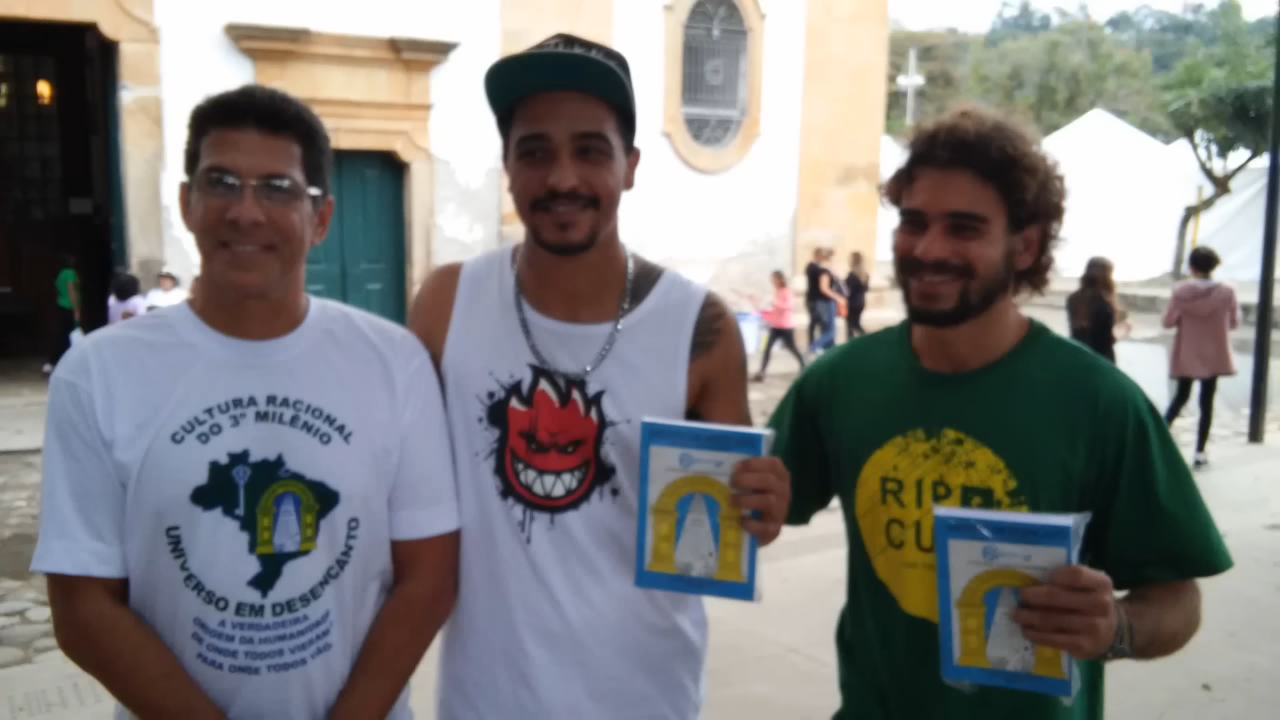 CULTURA RACIONAL
DO 3º MILÊNIO
UNIVERSO EM DESENCANTO
A VERDADEIRA
ORIGEM DA HUMANIDADE
DE ONDE TODOS VIERAM
PARA ONDE TODOS VÃO.
RIP
CU